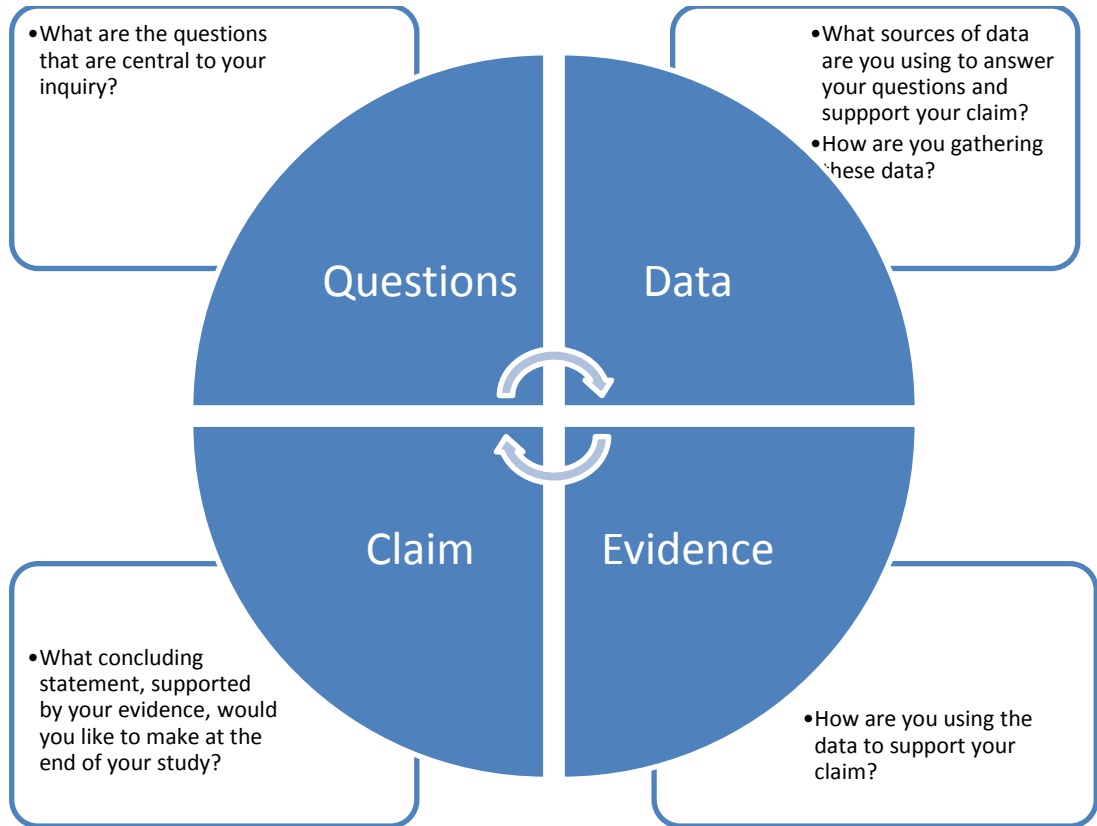 •What are the questions
that are central to your
inquiry?
•What sources of data
are you using to answer
your questions and
suppport your claim?
•How are you gathering
these data?
Questions
Data
Claim
Evidence
•What concluding
statement, supported
by your evidence, would
you like to make at the
end of your study?
•How are you using the
data to support your
claim?